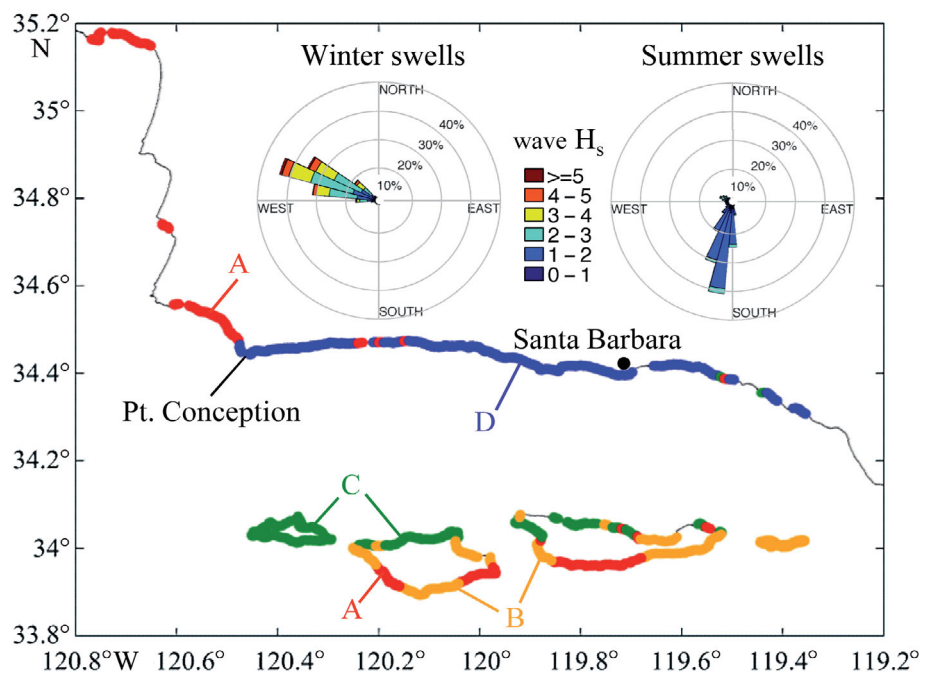 35.2°
N
35°
34.8°
34.6°
34.4°
34.2°
34°
33.8°
120.8°W
120.6°
120.4°
120.2°
120°
119.8°
119.6°
119.4°
119.2°
Winter swells
NORTH
40%
30%
20%
10%
WEST
EAST
SOUTH
wave Hs
>=5
4 - 5
3 - 4
2 - 3
1 - 2
0 - 1
Summer swells
NORTH
40%
30%
20%
10%
WEST
EAST
SOUTH
A
Santa Barbara
Pt. Conception
D
C
A
B